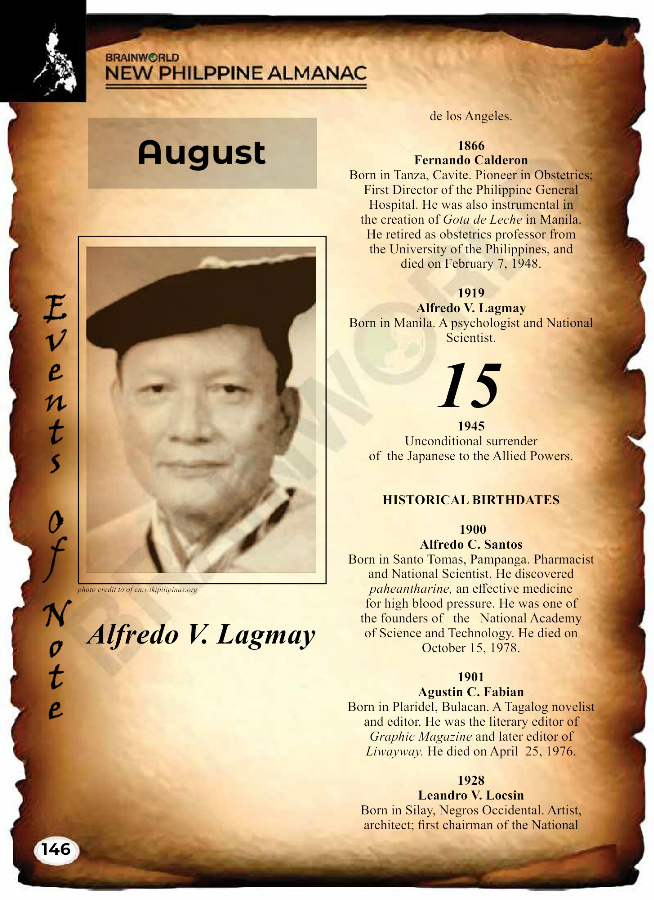 BRAINWORLD
NEW PHILPPINE ALMANAC
August
Events of Note
photo credit to of en.wikipilipinas.org
Alfredo V. Lagmay
de los Angeles.
1866
Fernando Calderon
Born in Tanza, Cavite. Pioneer in Obstetrics;
First Director of the Philippine General
Hospital. He was also instrumental in
the creation of Gota de Leche in Manila.
He retired as obstetrics professor from
the University of the Philippines, and
died on February 7, 1948.
1919
Alfredo V. Lagmay
Born in Manila. A psychologist and National
Scientist.
15
1945
Unconditional surrender
of the Japanese to the Allied Powers.
HISTORICAL BIRTHDATES
1900
Alfredo C. Santos
Born in Santo Tomas, Pampanga. Pharmacist
and National Scientist. He discovered
paheantharine, an effective medicine
for high blood pressure. He was one of
the founders of the National Academy
of Science and Technology. He died on
October 15, 1978.
1901
Agustin C. Fabian
Born in Plaridel, Bulacan. A Tagalog novelist
and editor. He was the literary editor of
Graphic Magazine and later editor of
Liwayway. He died on April 25, 1976.
1928
Leandro V. Locsin
Born in Silay, Negros Occidental. Artist,
architect; first chairman of the National
146
BRAINWORLD